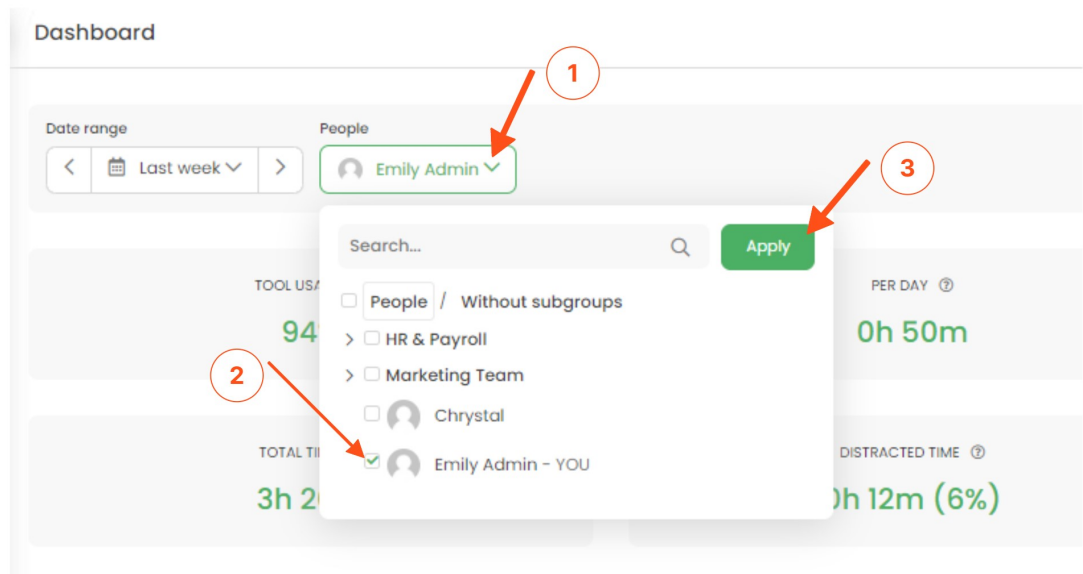 Dashboard
1
Date range
People
Last week
Emily Admin
3
Search...
Apply
TOOL
PER DAY
94
0h 50m
People / Without subgroups
HR & Payroll
2
Marketing Team
Chrystal
TOTAL
DISTRACTED TIME
Emily Admin - YOU
3h 2
0h 12m (6%)